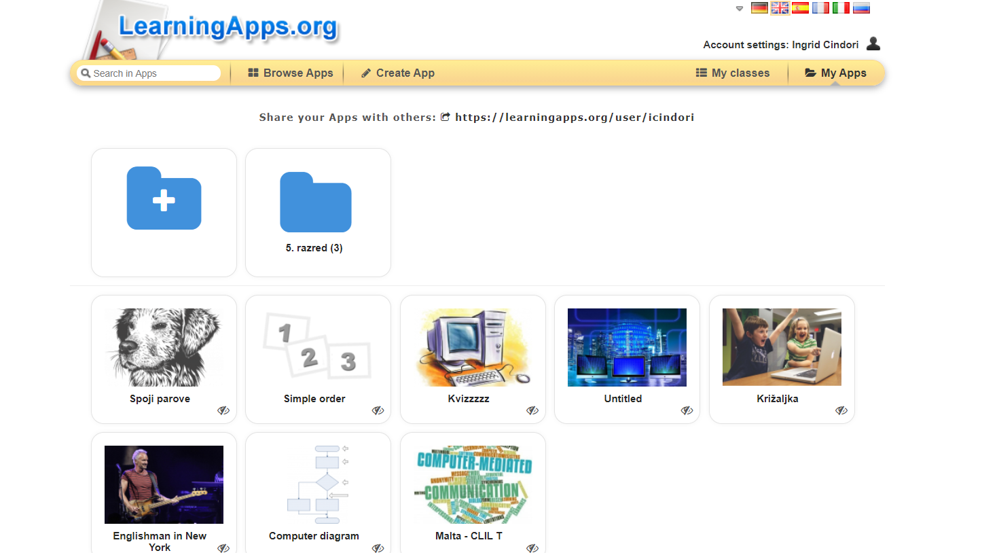 LearningApps.org
Account settings: Ingrid Cindori
Search in Apps
Browse Apps
Create App
My classes
My Apps
Share your Apps with others: https://learningapps.org/user/icindori
5. razred (3)
1
2
3
Spoji parove
Simple order
Kvizzzzz
Untitled
Križaljka
COMPUTER-MEDIATED
COMMUNICATION
Englishman in New
York
Computer diagram
Malta - CLIL T